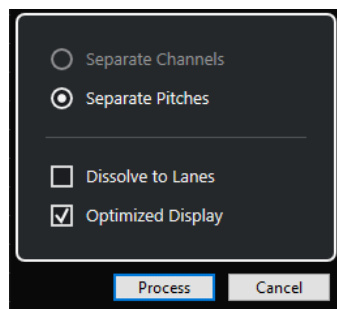 Separate Channels
Separate Pitches
Dissolve to Lanes
Optimized Display
Process Cancel